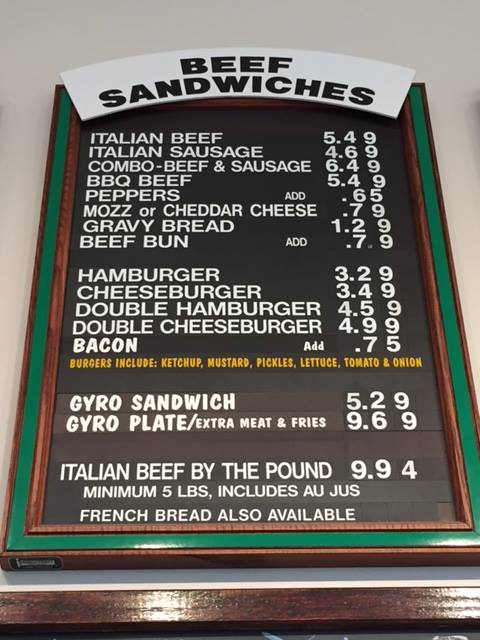 BEEF
SANDWICHES
ITALIAN BEEF 5.49
ITALIAN SAUSAGE 4.69
COMBO-BEEF & SAUSAGE 6.49
BBQ BEEF 5.49
PEPPERS ADD .65
MOZZ or CHEDDAR CHEESE .79
GRAVY BREAD 1.29
BEEF BUN ADD .79
HAMBURGER 3.29
CHEESEBURGER 3.49
DOUBLE HAMBURGER 4.59
DOUBLE CHEESEBURGER 4.99
BACON Add .75
BURGERS INCLUDE: KETCHUP, MUSTARD, PICKLES, LETTUCE, TOMATO & ONION
GYRO SANDWICH 5.29
GYRO PLATE/EXTRA MEAT & FRIES 9.69
ITALIAN BEEF BY THE POUND 9.94
MINIMUM 5 LBS, INCLUDES AU JUS
FRENCH BREAD ALSO AVAILABLE